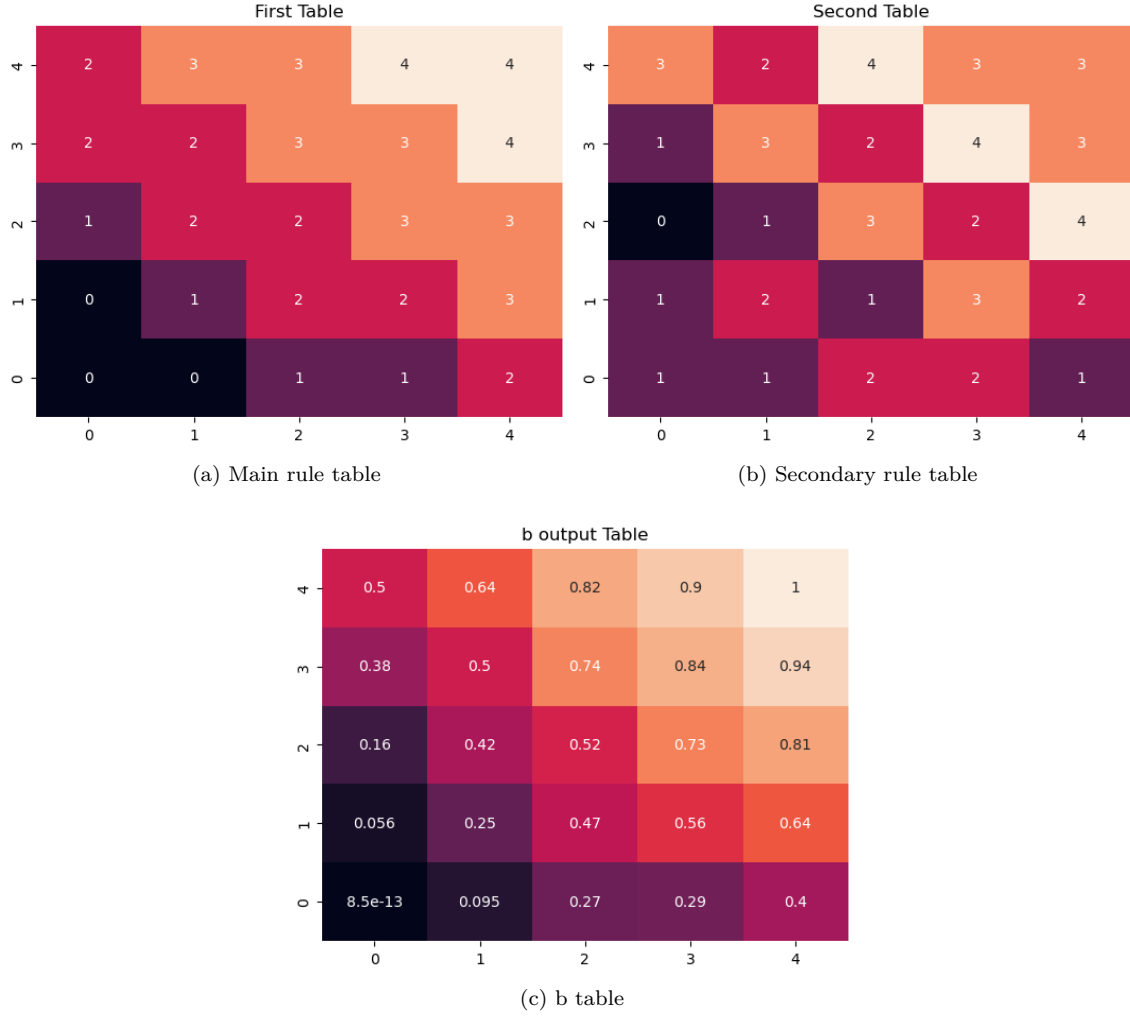 First Table
4 2 3 3 4 4
3 2 2 3 3 4
2 1 2 2 3 3
1 0 1 2 2 3
0 0 0 1 1 2
0 1 2 3 4
(a) Main rule table
Second Table
4 3 2 4 3 3
3 1 3 2 4 3
2 0 1 3 2 4
1 1 2 1 3 2
0 1 1 2 2 1
0 1 2 3 4
(b) Secondary rule table
b output Table
4 0.5 0.64 0.82 0.9 1
3 0.38 0.5 0.74 0.84 0.94
2 0.16 0.42 0.52 0.73 0.81
1 0.056 0.25 0.47 0.56 0.64
0 8.5e-13 0.095 0.27 0.29 0.4
0 1 2 3 4
(c) b table